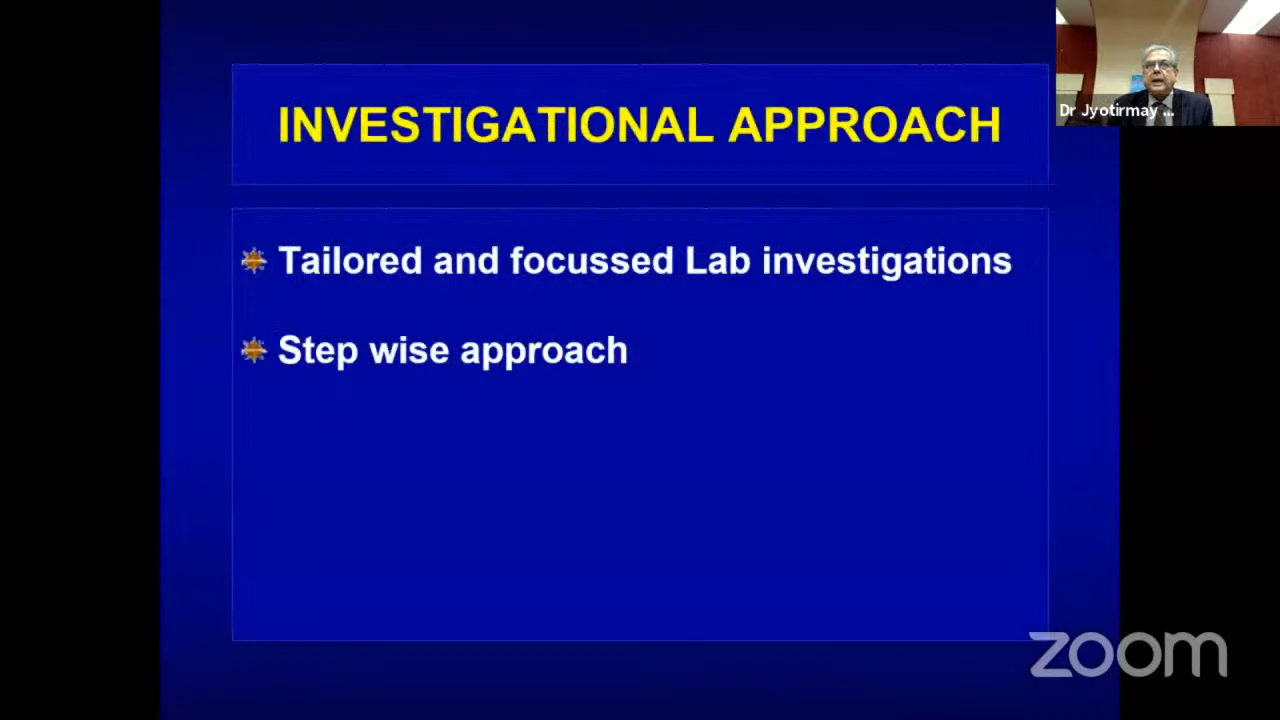 INVESTIGATIONAL APPROACH
Dr Jyotirmay ...
Tailored and focussed Lab investigations
Step wise approach
zoom